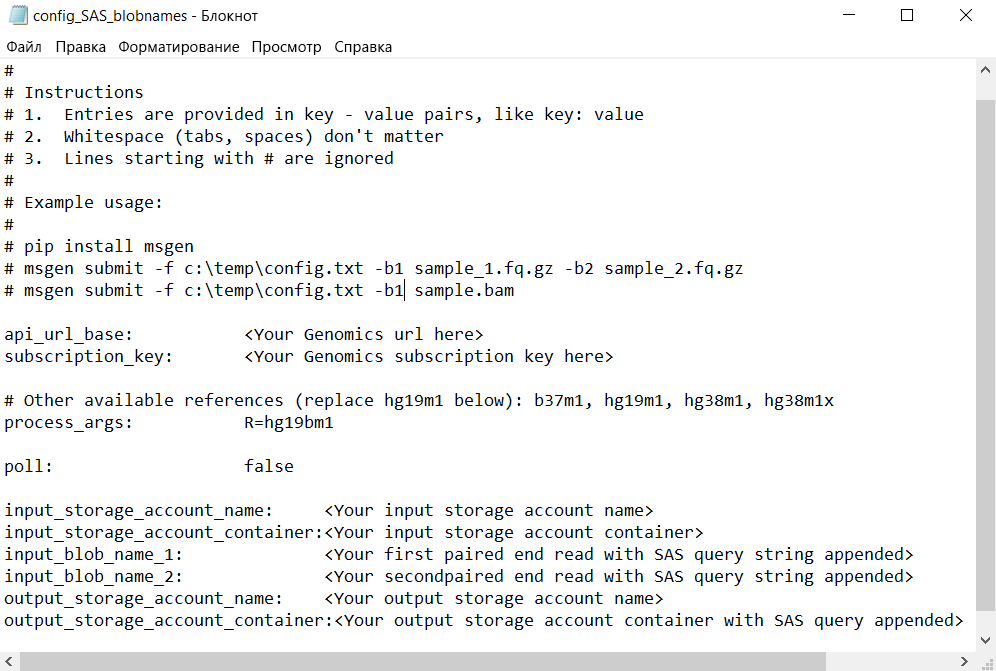 config_SAS_blobnames - Блокнот
Файл Правка Форматирование Просмотр Справка
#
# Instructions
# 1.  Entries are provided in key - value pairs, like key: value
# 2.  Whitespace (tabs, spaces) don't matter
# 3.  Lines starting with # are ignored
#
# Example usage:
#
# pip install msgen
# msgen submit -f c:\temp\config.txt -b1 sample_1.fq.gz -b2 sample_2.fq.gz
# msgen submit -f c:\temp\config.txt -b1 sample.bam
api_url_base:           <Your Genomics url here>
subscription_key:       <Your Genomics subscription key here>
# Other available references (replace hg19m1 below): b37m1, hg19m1, hg38m1, hg38m1x
process_args:           R=hg19bm1
poll:                   false
input_storage_account_name:     <Your input storage account name>
input_storage_account_container:<Your input storage account container>
input_blob_name_1:              <Your first paired end read with SAS query string appended>
input_blob_name_2:              <Your secondpaired end read with SAS query string appended>
output_storage_account_name:    <Your output storage account name>
output_storage_account_container:<Your output storage account container with SAS query appended>